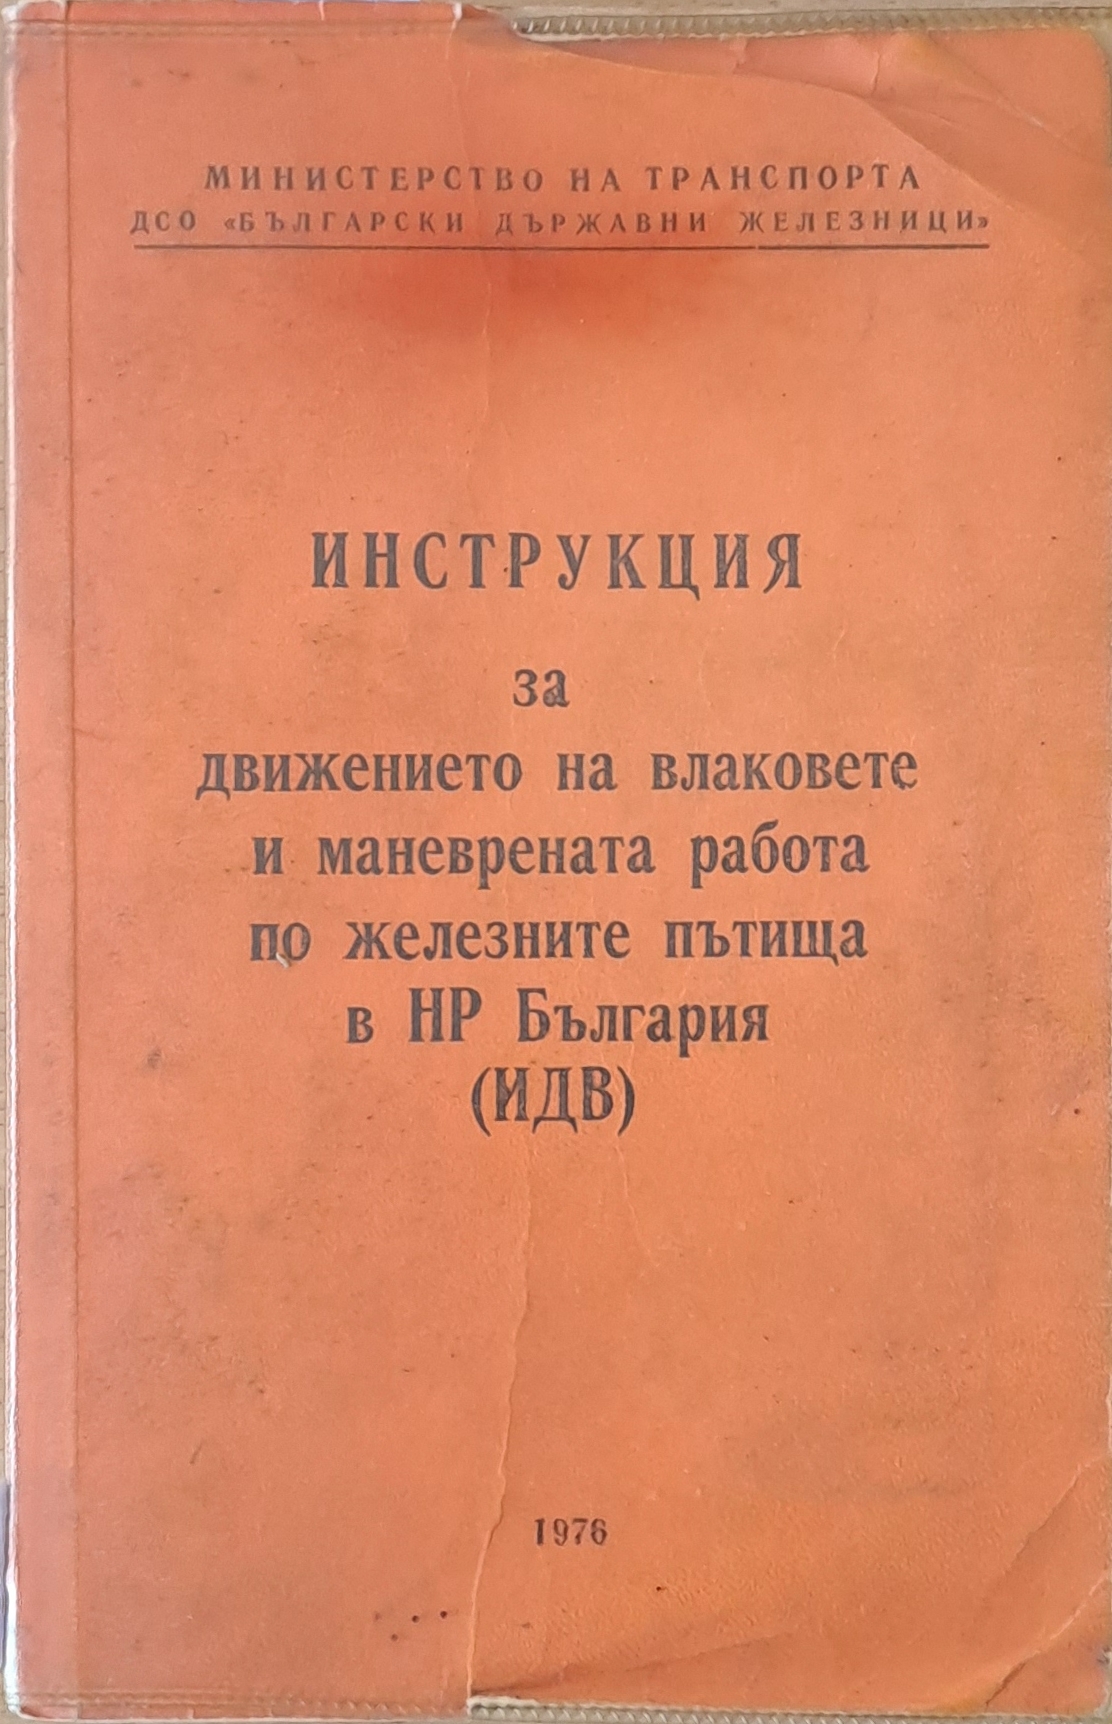 МИНИСТЕРСТВО НА ТРАНСПОРТА
ДСО «БЪЛГАРСКИ ДЪРЖАВНИ ЖЕЛЕЗНИЦИ»
ИНСТРУКЦИЯ
за
движението на влаковете
и маневрената работа
по железните пътища
в НР България
(ИДВ)
1976